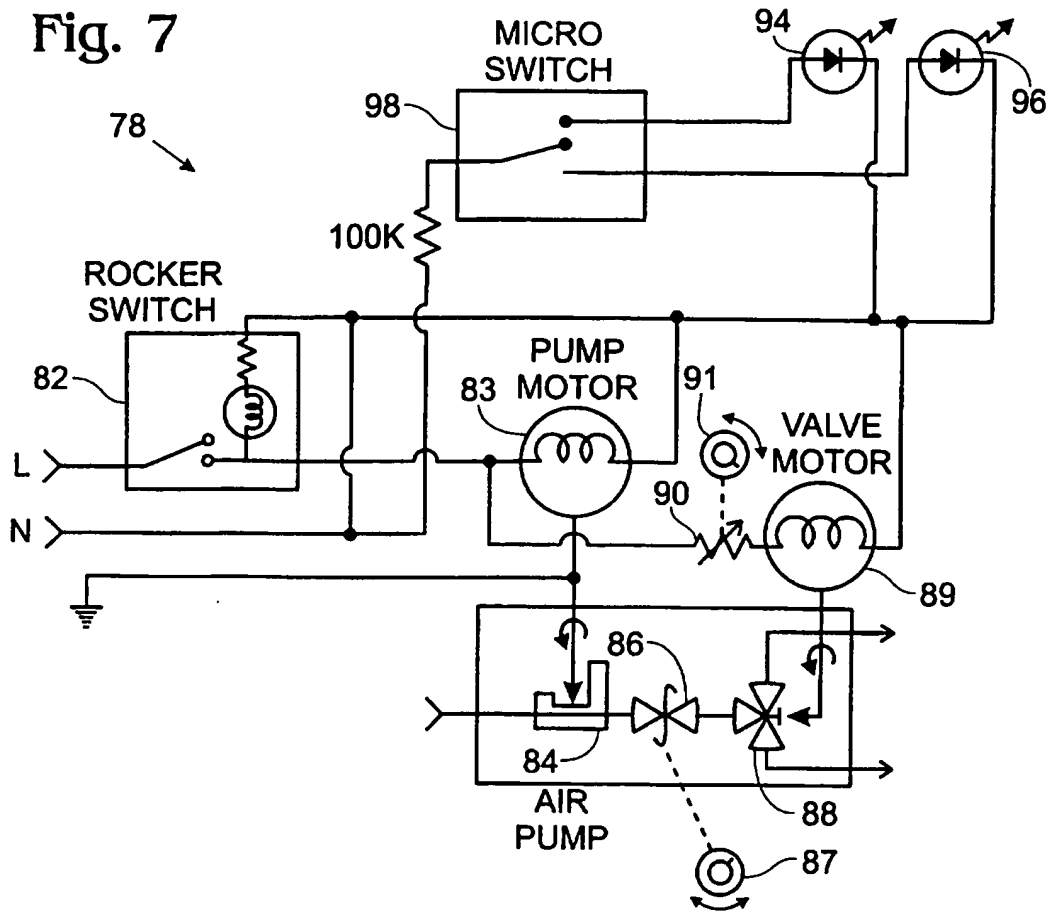 Fig. 7
MICRO
SWITCH
94
96
98
78
100K
ROCKER
SWITCH
82
PUMP
MOTOR
83
91
VALVE
MOTOR
L
90
N
89
86
84
88
AIR
PUMP
87